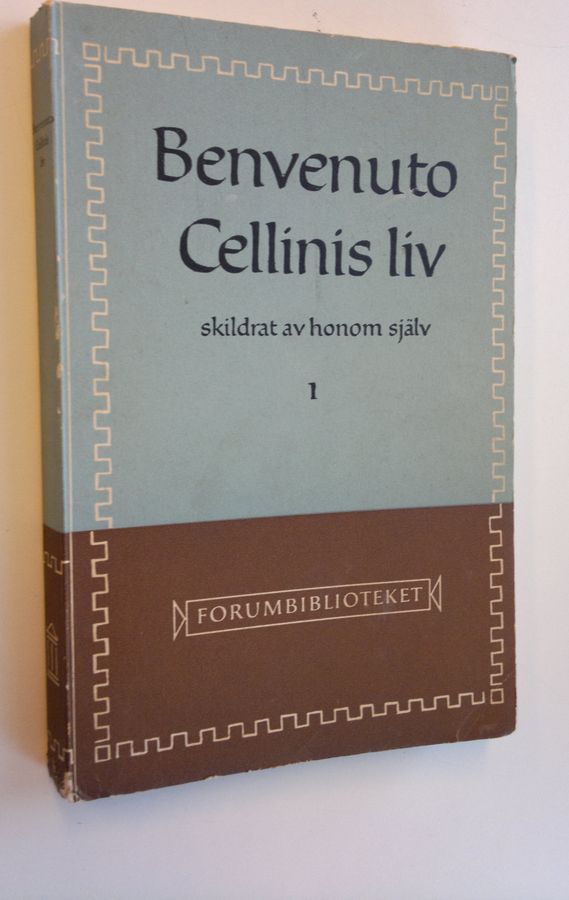 Benvenuto
Cellinis liv
skildrat av honom själv
1
FORUMBIBLIOTEKET